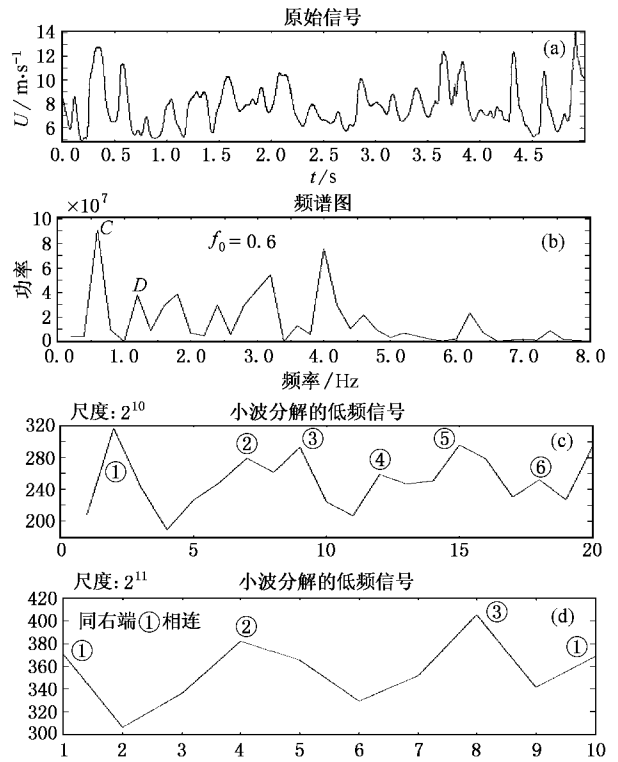 原始信号
14
12
10
8
6
U/m·s⁻¹
(a)
0.0 0.5 1.0 1.5 2.0 2.5 3.0 3.5 4.0 4.5
t/s
频谱图
×10⁷
10
8
6
4
2
0
功率
C
D
f₀=0.6
(b)
0.0 1.0 2.0 3.0 4.0 5.0 6.0 7.0 8.0
频率/Hz
尺度:2¹⁰ 小波分解的低频信号
320
280
240
200
① ② ③ ④ ⑤ ⑥
(c)
0 5 10 15 20
尺度:2¹¹ 小波分解的低频信号
420
400
380
360
340
320
300
同右端①相连
① ② ③ ①
(d)
1 2 3 4 5 6 7 8 9 10